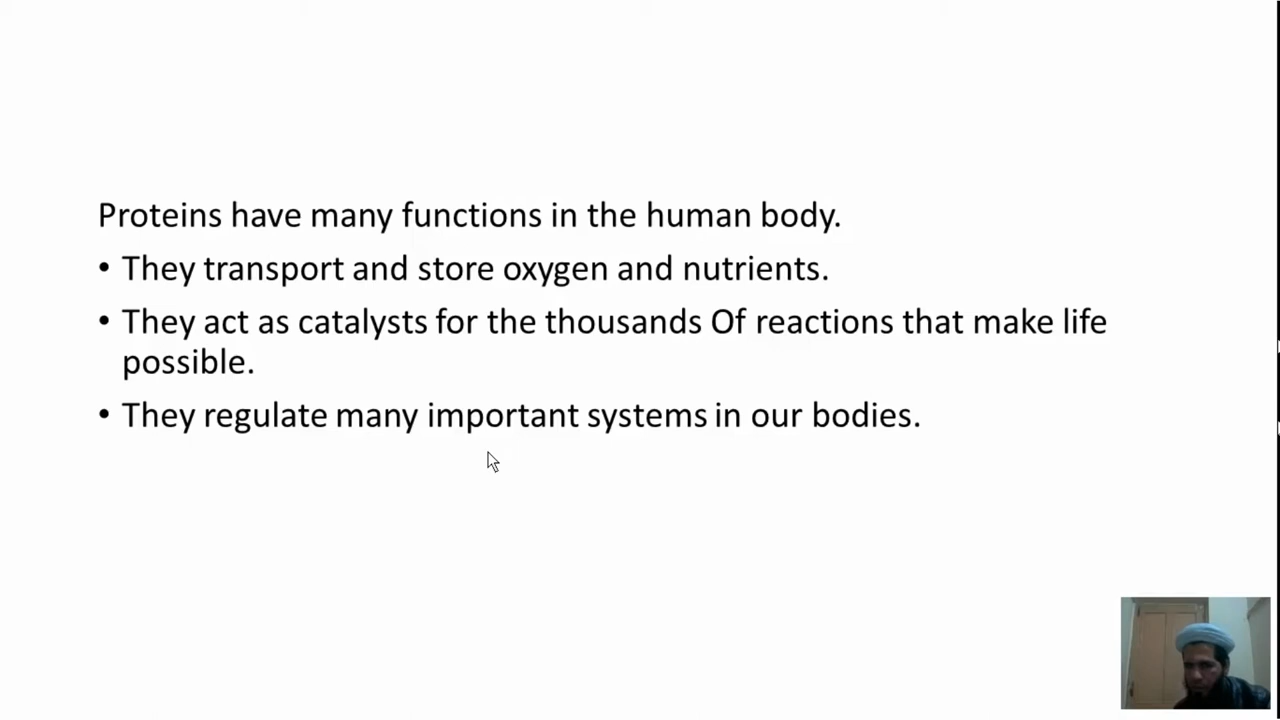 Proteins have many functions in the human body.
• They transport and store oxygen and nutrients.
• They act as catalysts for the thousands Of reactions that make life
possible.
• They regulate many important systems in our bodies.